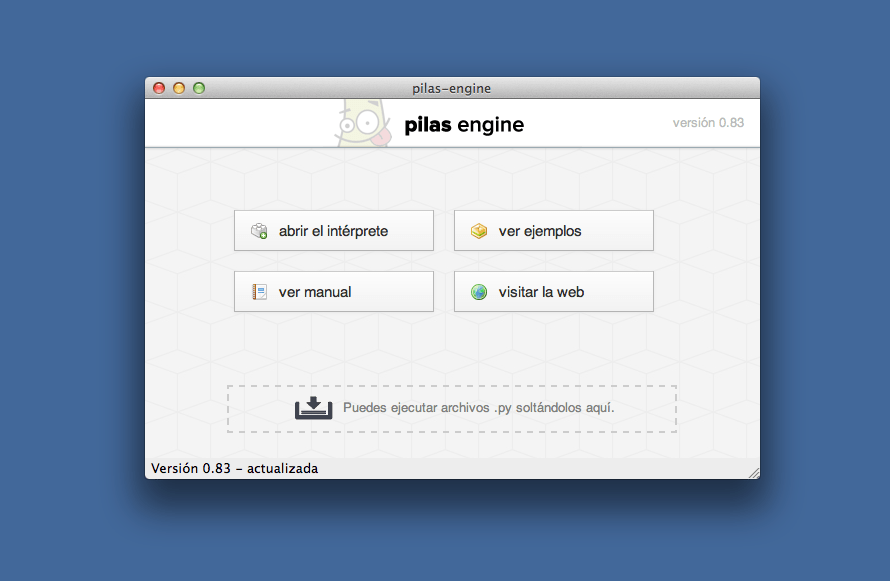 pilas-engine
pilas engine
versión 0.83
abrir el intérprete
ver ejemplos
ver manual
visitar la web
Puedes ejecutar archivos .py soltándolos aquí.
Versión 0.83 - actualizada